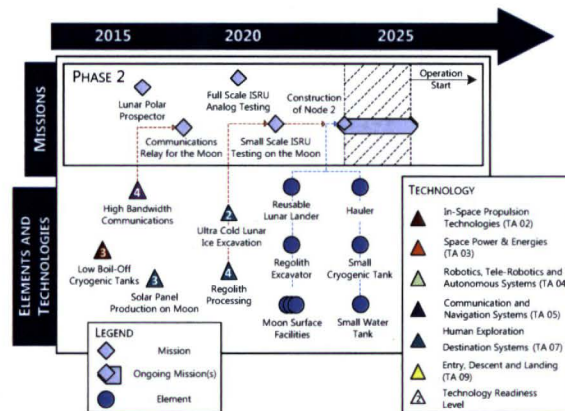 2015
2020
2025
MISSIONS
PHASE 2
Lunar Polar
Prospector
Full Scale ISRU
Analog Testing
Construction
of Node 2
Operation
Start
Communications
Relay for the Moon
Small Scale ISRU
Testing on the Moon
ELEMENTS AND
TECHNOLOGIES
4
High Bandwidth
Communications
2
Ultra Cold Lunar
Ice Excavation
Reusable
Lunar Lander
Hauler
3
Low Boil-Off
Cryogenic Tanks
3
Solar Panel
Production on Moon
4
Regolith
Processing
Regolith
Excavator
Small
Cryogenic Tank
Moon Surface
Facilities
Small Water
Tank
LEGEND
Mission
Ongoing Mission(s)
Element
TECHNOLOGY
In-Space Propulsion
Technologies (TA 02)
Space Power & Energies
(TA 03)
Robotics, Tele-Robotics and
Autonomous Systems (TA 04
Communication and
Navigation Systems (TA 05)
Human Exploration
Destination Systems (TA 07)
Entry, Descent and Landing
(TA 09)
2
Technology Readiness
Level